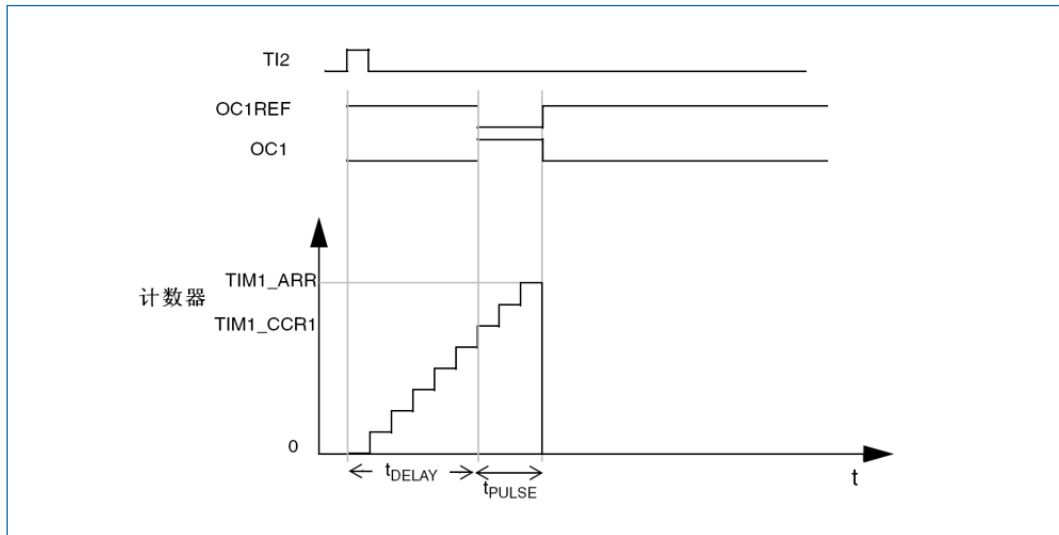 TI2
OC1REF
OC1
TIM1_ARR
计数器
TIM1_CCR1
0
tDELAY
tPULSE
t